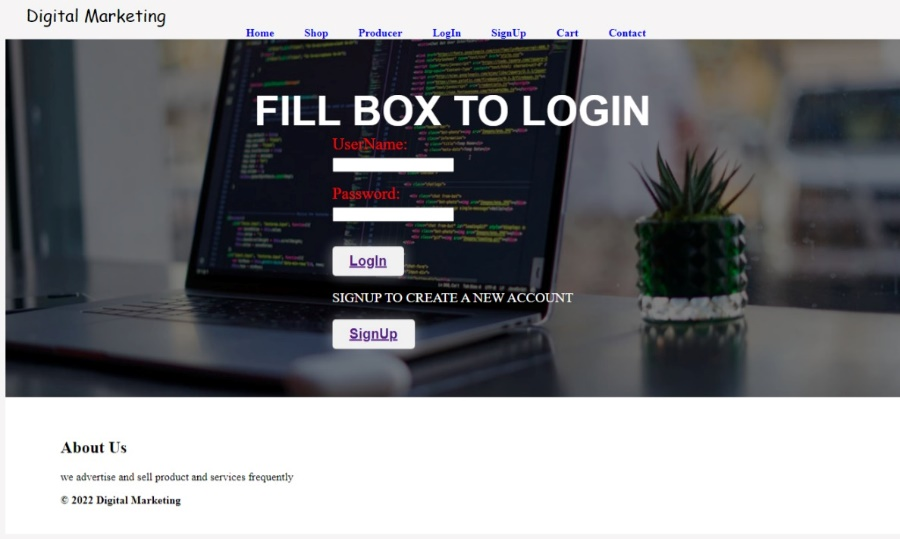 Digital Marketing
Home Shop Producer LogIn SignUp Cart Contact
FILL BOX TO LOGIN
UserName:
Password:
LogIn
SIGNUP TO CREATE A NEW ACCOUNT
SignUp
About Us
we advertise and sell product and services frequently
© 2022 Digital Marketing